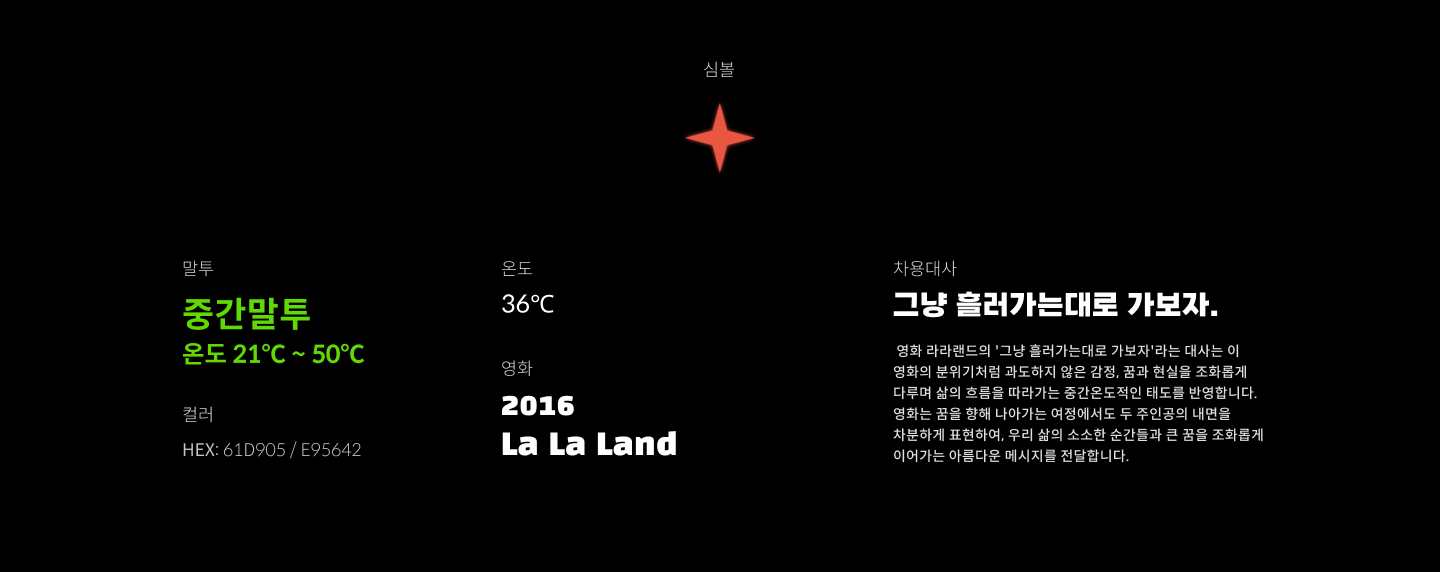 심볼
말투
중간말투
온도 21℃ ~ 50℃
컬러
HEX: 61D905 / E95642
온도
36℃
영화
2016
La La Land
차용대사
그냥 흘러가는대로 가보자.
영화 라라랜드의 '그냥 흘러가는대로 가보자'라는 대사는 이
영화의 분위기처럼 과도하지 않은 감정, 꿈과 현실을 조화롭게
다루며 삶의 흐름을 따라가는 중간온도적인 태도를 반영합니다.
영화는 꿈을 향해 나아가는 여정에서도 두 주인공의 내면을
차분하게 표현하여, 우리 삶의 소소한 순간들과 큰 꿈을 조화롭게
이어가는 아름다운 메시지를 전달합니다.